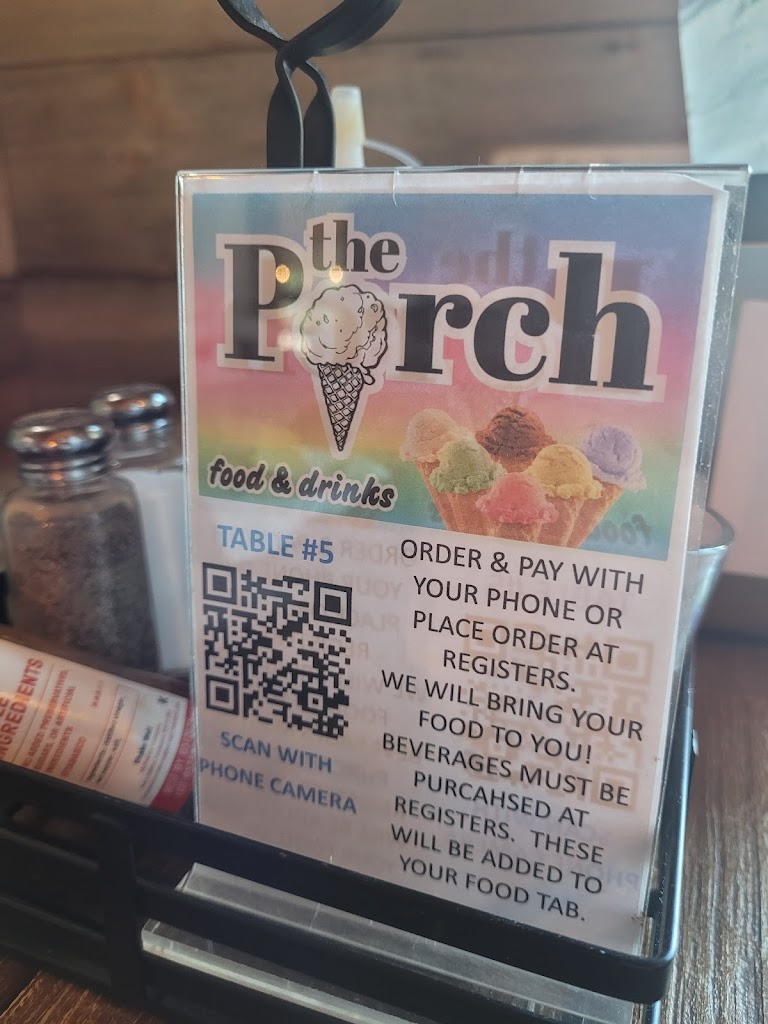 the
Porch
food & drinks
TABLE #5
SCAN WITH
PHONE CAMERA
ORDER & PAY WITH
YOUR PHONE OR
PLACE ORDER AT
REGISTERS.
WE WILL BRING YOUR
FOOD TO YOU!
BEVERAGES MUST BE
PURCAHSED AT
REGISTERS. THESE
WILL BE ADDED TO
YOUR FOOD TAB.
INGREDIENTS